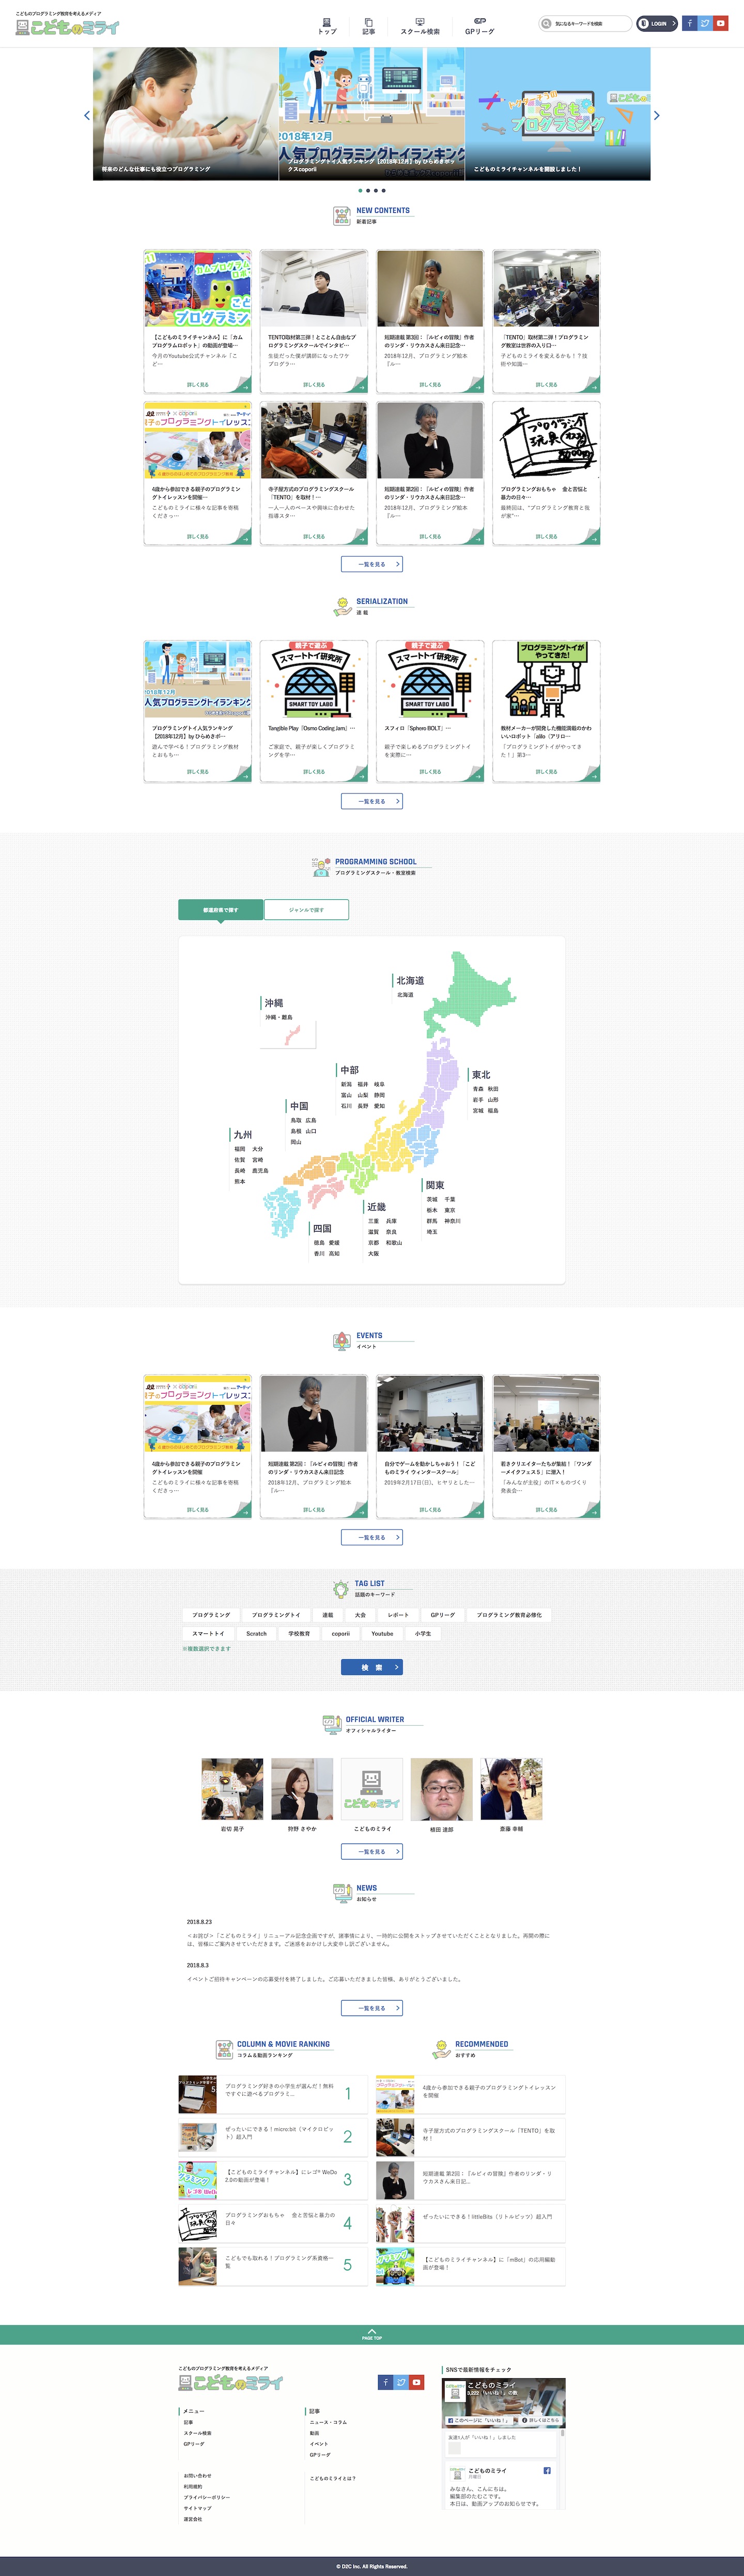 こどものプログラミング教育を考えるメディア
こどものミライ
トップ
記事
スクール検索
GPリーグ
気になるキーワードを検索
LOGIN
将来のどんな仕事にも役立つプログラミング
プログラミングトイ人気ランキング【2018年12月】by ひらめきボックスcoporii
こどものミライチャンネルを開設しました！
NEW CONTENTS
新着記事
【こどものミライチャンネル】に「カムプログラムロボット」の動画が登場…
今月のYoutube公式チャンネル「こど…
詳しく見る
TENTO取材第三弾！とことん自由なプログラミングスクールでインタビ…
生徒だった僕が講師になったワケ プログラ…
詳しく見る
短期連載 第3回：『ルビィの冒険』作者のリンダ・リウカスさん来日記念…
2018年12月、プログラミング絵本『ル…
詳しく見る
「TENTO」取材第二弾！プログラミング教室は世界の入り口…
子どものミライを変えるかも！？技術や知識…
詳しく見る
4歳から参加できる親子のプログラミングトイレッスンを開催…
こどものミライに様々な記事を寄稿くださっ…
詳しく見る
寺子屋方式のプログラミングスクール「TENTO」を取材！…
一人一人のペースや興味に合わせた指導スタ…
詳しく見る
短期連載 第2回：『ルビィの冒険』作者のリンダ・リウカスさん来日記念…
2018年12月、プログラミング絵本『ル…
詳しく見る
プログラミングおもちゃ　金と苦悩と暴力の日々…
最終回は、"プログラミング教育と我が家"…
詳しく見る
一覧を見る
SERIALIZATION
連 載
プログラミングトイ人気ランキング【2018年12月】by ひらめきボ…
遊んで学べる！プログラミング教材とおもち…
詳しく見る
親子で遊ぶ
スマートトイ研究所
SMART TOY LABO
Tangible Play『Osmo Coding Jam』…
ご家庭で、親子が楽しくプログラミングを学…
詳しく見る
親子で遊ぶ
スマートトイ研究所
SMART TOY LABO
スフィロ『Sphero BOLT』…
親子で楽しめるプログラミングトイを実際に…
詳しく見る
プログラミングトイがやってきた！
教材メーカーが開発した機能満載のかわいいロボット「alilo（アリロ…
「プログラミングトイがやってきた！」第3…
詳しく見る
一覧を見る
PROGRAMMING SCHOOL
プログラミングスクール・教室検索
都道府県で探す
ジャンルで探す
北海道
北海道
沖縄
沖縄・離島
中部
新潟 福井 岐阜
富山 山梨 静岡
石川 長野 愛知
東北
青森 秋田
岩手 山形
宮城 福島
中国
鳥取 広島
島根 山口
岡山
九州
福岡 大分
佐賀 宮崎
長崎 鹿児島
熊本
関東
茨城 千葉
栃木 東京
群馬 神奈川
埼玉
近畿
三重 兵庫
滋賀 奈良
京都 和歌山
大阪
四国
徳島 愛媛
香川 高知
EVENTS
イベント
4歳から参加できる親子のプログラミングトイレッスンを開催
こどものミライに様々な記事を寄稿くださっ…
詳しく見る
短期連載 第2回：『ルビィの冒険』作者のリンダ・リウカスさん来日記念
2018年12月、プログラミング絵本『ル…
詳しく見る
自分でゲームを動かしちゃおう！「こどものミライ ウィンタースクール」
2019年2月17日(日)、ヒヤリとした…
詳しく見る
若きクリエイターたちが集結！『ワンダーメイクフェス５』に潜入！
「みんなが主役」のIT×ものづくり発表会…
詳しく見る
一覧を見る
TAG LIST
話題のキーワード
プログラミング
プログラミングトイ
連載
大会
レポート
GPリーグ
プログラミング教育必修化
スマートトイ
Scratch
学校教育
coporii
Youtube
小学生
※複数選択できます
検 索
OFFICIAL WRITER
オフィシャルライター
岩切 晃子
狩野 さやか
こどものミライ
植田 達郎
齋藤 幸輔
一覧を見る
NEWS
お知らせ
2018.8.23
＜お詫び＞『こどものミライ』リニューアル記念企画ですが、諸事情により、一時的に公開をストップさせていただくこととなりました。再開の際には、皆様にご案内させていただきます。ご迷惑をおかけし大変申し訳ございません。
2018.8.3
イベントご招待キャンペーンの応募受付を終了しました。ご応募いただきました皆様、ありがとうございました。
一覧を見る
COLUMN & MOVIE RANKING
コラム&動画ランキング
プログラミング好きの小学生が選んだ！無料ですぐに遊べるプログラミ...
1
ぜったいにできる！micro:bit（マイクロビット）超入門
2
【こどものミライチャンネル】にレゴ® WeDo 2.0の動画が登場！
3
プログラミングおもちゃ　金と苦悩と暴力の日々
4
こどもでも取れる！プログラミング系資格一覧
5
RECOMMENDED
おすすめ
4歳から参加できる親子のプログラミングトイレッスンを開催
寺子屋方式のプログラミングスクール「TENTO」を取材！
短期連載 第2回：『ルビィの冒険』作者のリンダ・リウカスさん来日記...
ぜったいにできる！littleBits（リトルビッツ）超入門
【こどものミライチャンネル】に「mBot」の応用編動画が登場！
PAGE TOP
こどものプログラミング教育を考えるメディア
こどものミライ
メニュー
記事
スクール検索
GPリーグ
お問い合わせ
利用規約
プライバシーポリシー
サイトマップ
運営会社
記事
ニュース・コラム
動画
イベント
GPリーグ
こどものミライとは？
SNSで最新情報をチェック
こどものミライ
3,222「いいね！」の数
このページに「いいね！」
詳しくはこちら
友達1人が「いいね！」しました
こどものミライ
みなさん、こんにちは。
編集部のたむこです。
本日は、動画アップのお知らせです。
© D2C Inc. All Rights Reserved.